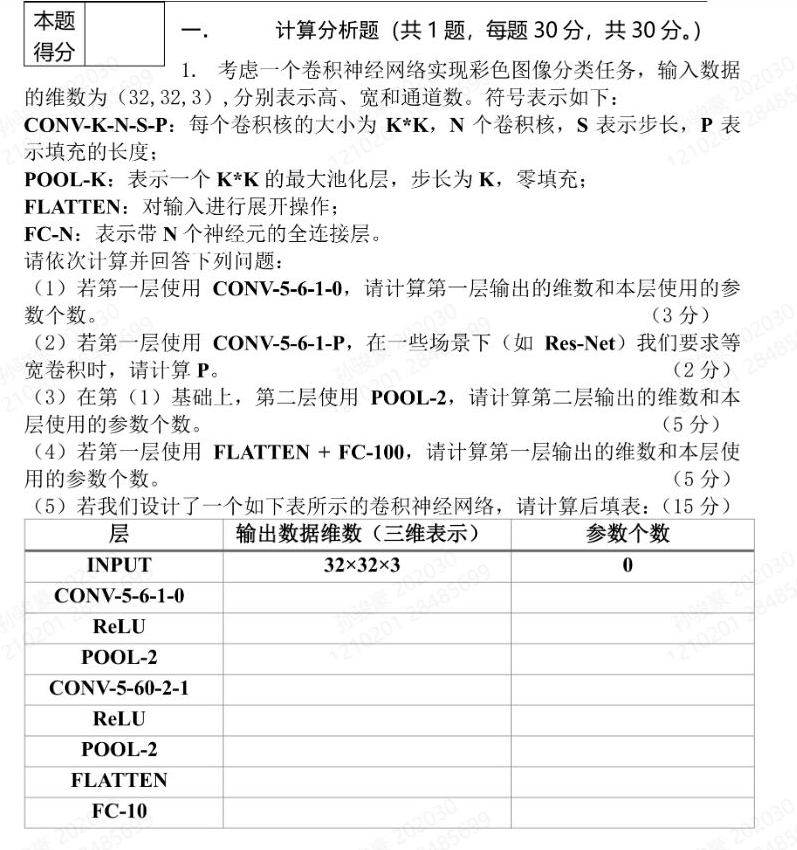 本题
得分
一. 计算分析题（共 1 题，每题 30 分，共 30 分。）
1. 考虑一个卷积神经网络实现彩色图像分类任务，输入数据
的维数为（32,32,3）,分别表示高、宽和通道数。符号表示如下：
CONV-K-N-S-P：每个卷积核的大小为 K*K，N 个卷积核，S 表示步长，P 表
示填充的长度；
POOL-K：表示一个 K*K 的最大池化层，步长为 K，零填充；
FLATTEN：对输入进行展开操作；
FC-N：表示带 N 个神经元的全连接层。
请依次计算并回答下列问题：
（1）若第一层使用 CONV-5-6-1-0，请计算第一层输出的维数和本层使用的参
数个数。 （3 分）
（2）若第一层使用 CONV-5-6-1-P，在一些场景下（如 Res-Net）我们要求等
宽卷积时，请计算 P。 （2 分）
（3）在第（1）基础上，第二层使用 POOL-2，请计算第二层输出的维数和本
层使用的参数个数。 （5 分）
（4）若第一层使用 FLATTEN + FC-100，请计算第一层输出的维数和本层使
用的参数个数。 （5 分）
（5）若我们设计了一个如下表所示的卷积神经网络，请计算后填表：（15 分）
层 输出数据维数（三维表示） 参数个数
INPUT 32×32×3 0
CONV-5-6-1-0
ReLU
POOL-2
CONV-5-60-2-1
ReLU
POOL-2
FLATTEN
FC-10